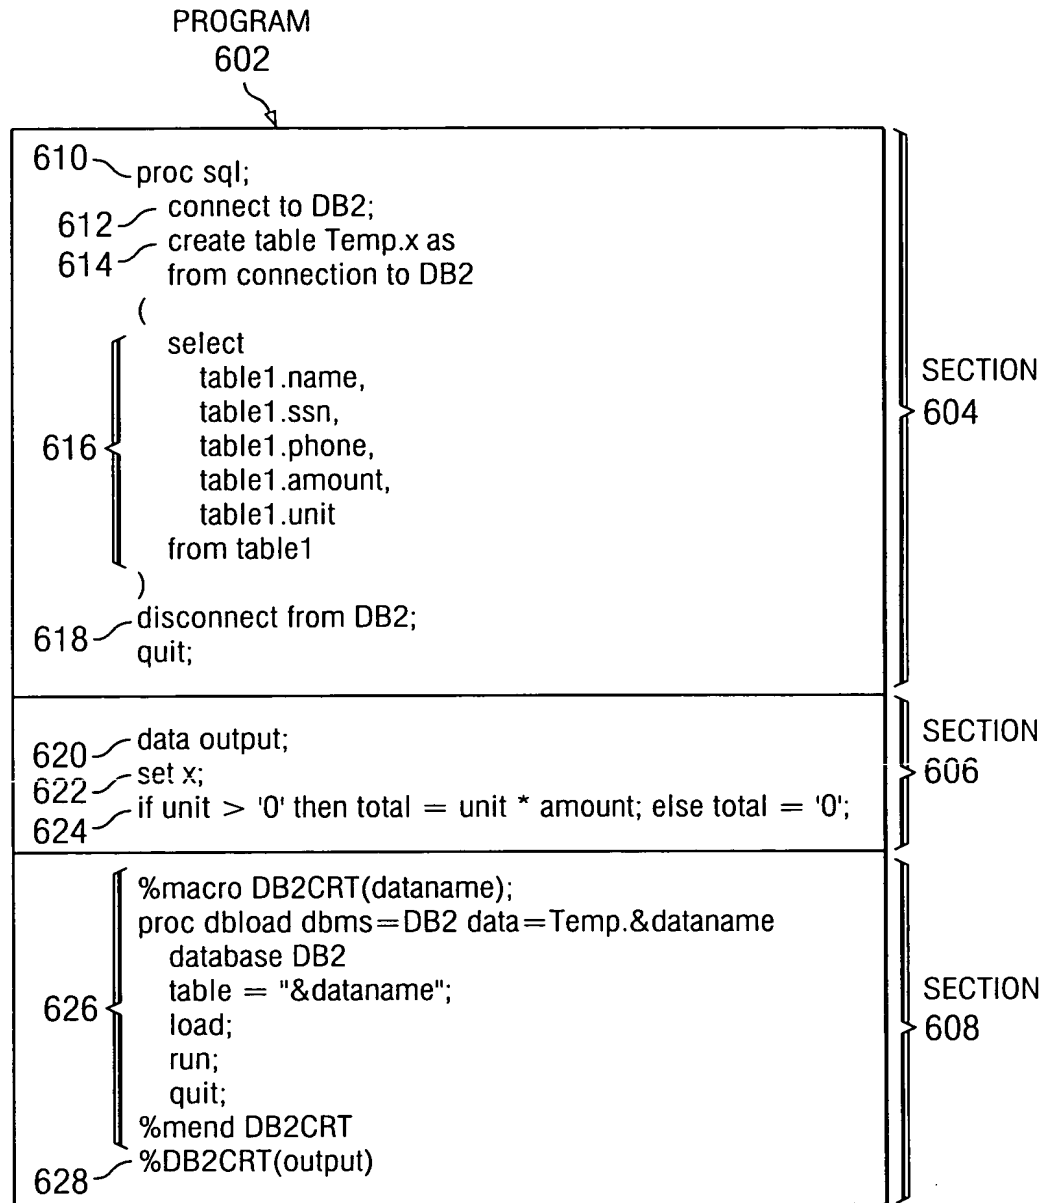 PROGRAM
602
610 proc sql;
612 connect to DB2;
614 create table Temp.x as
from connection to DB2
(
select
table1.name,
table1.ssn,
616 table1.phone,
table1.amount,
table1.unit
from table1
)
618 disconnect from DB2;
quit;
SECTION
604
620 data output;
622 set x;
624 if unit > '0' then total = unit * amount; else total = '0';
SECTION
606
%macro DB2CRT(dataname);
proc dbload dbms=DB2 data=Temp.&dataname
database DB2
table = "&dataname";
626 load;
run;
quit;
%mend DB2CRT
628 %DB2CRT(output)
SECTION
608